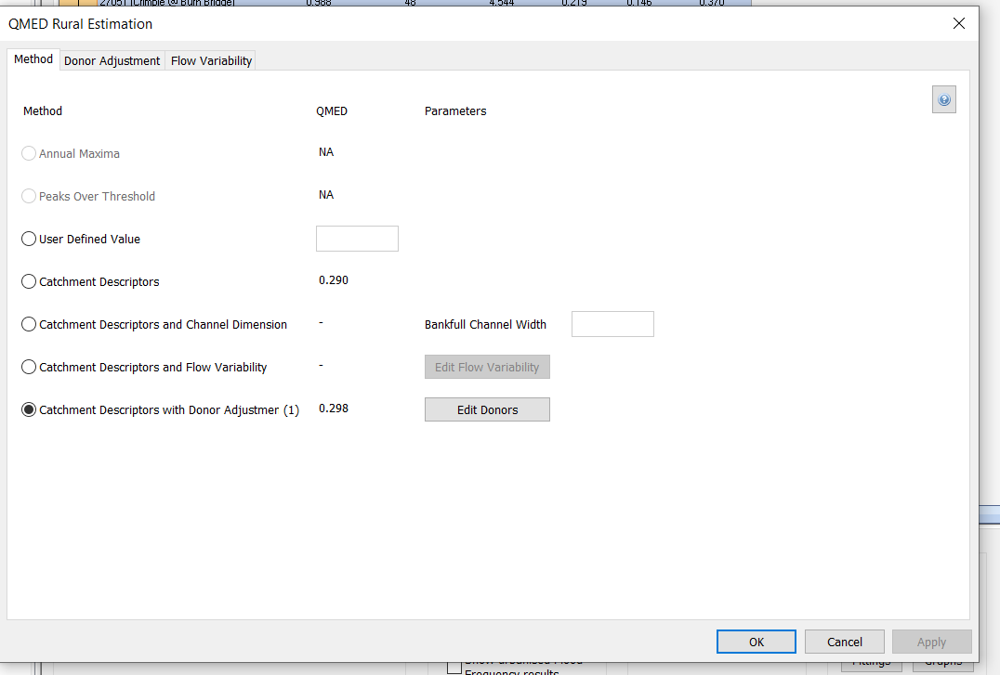 27051 (Crimple @ Burn Bridge) 0.988 48 4.544 0.219 0.146 0.370
QMED Rural Estimation
Method Donor Adjustment Flow Variability
Method QMED Parameters
Annual Maxima NA
Peaks Over Threshold NA
User Defined Value
Catchment Descriptors 0.290
Catchment Descriptors and Channel Dimension - Bankfull Channel Width
Catchment Descriptors and Flow Variability - Edit Flow Variability
Catchment Descriptors with Donor Adjustmer (1) 0.298 Edit Donors
OK Cancel Apply
Show urbanised Flood Fittings Graphs
Frequency results